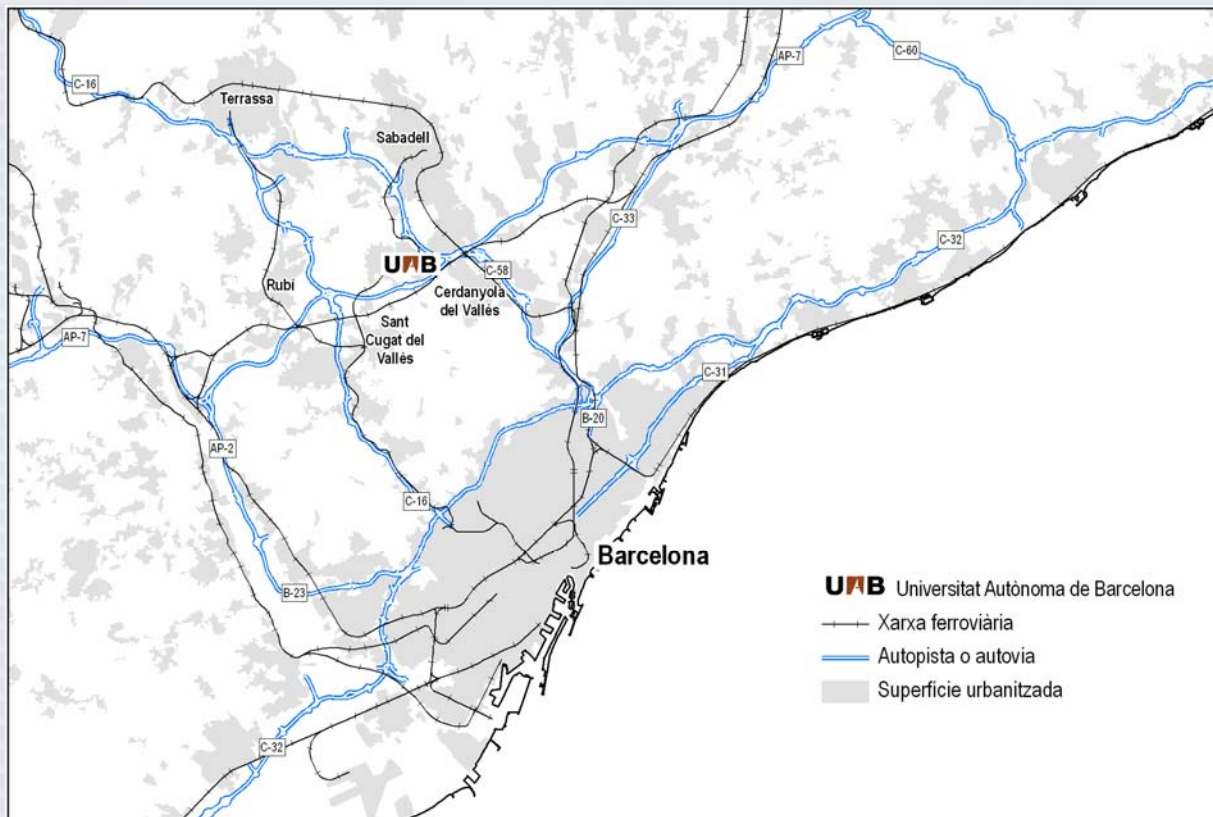 C-60
AP-7
C-16
Terrassa
Sabadell
C-33
C-32
UAB
C-58
Rubí
Cerdanyola
del Vallès
Sant
Cugat del
Vallès
AP-7
C-31
B-20
AP-2
C-16
Barcelona
B-23
UAB Universitat Autònoma de Barcelona
Xarxa ferroviària
Autopista o autovia
Superfície urbanitzada
C-32